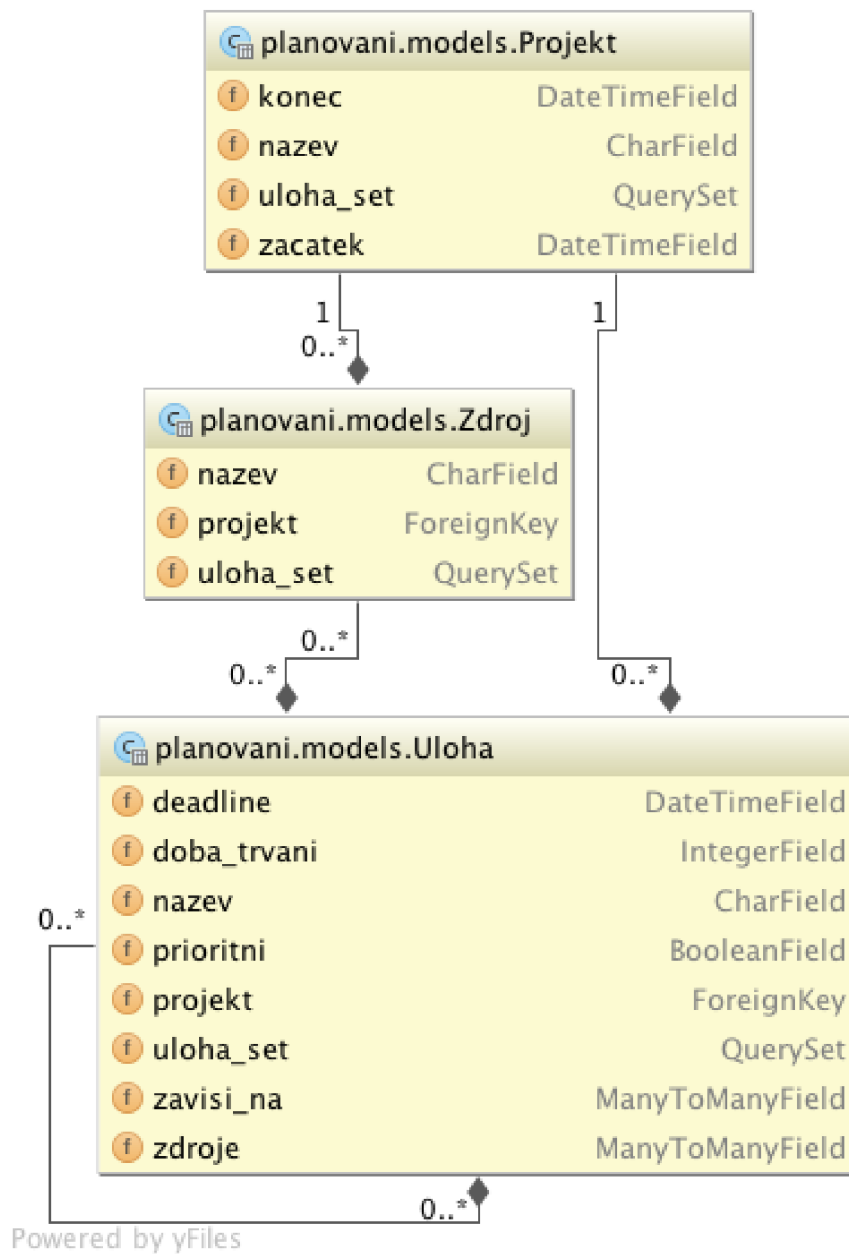 planovani.models.Projekt
konec DateTimeField
nazev CharField
uloha_set QuerySet
zacatek DateTimeField
1 1
0..*
planovani.models.Zdroj
nazev CharField
projekt ForeignKey
uloha_set QuerySet
0..*
0..* 0..*
planovani.models.Uloha
deadline DateTimeField
doba_trvani IntegerField
nazev CharField
0..*
prioritni BooleanField
projekt ForeignKey
uloha_set QuerySet
zavisi_na ManyToManyField
zdroje ManyToManyField
0..*
Powered by yFiles